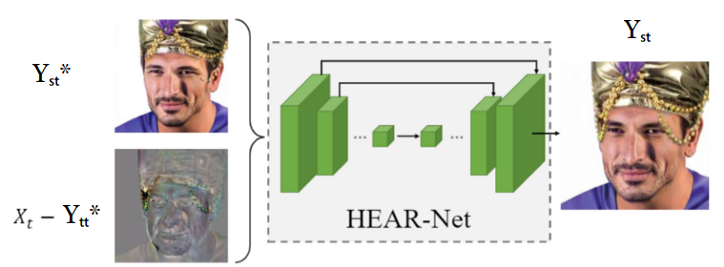 Yst*
Xt − Ytt*
... ...
HEAR-Net
Yst